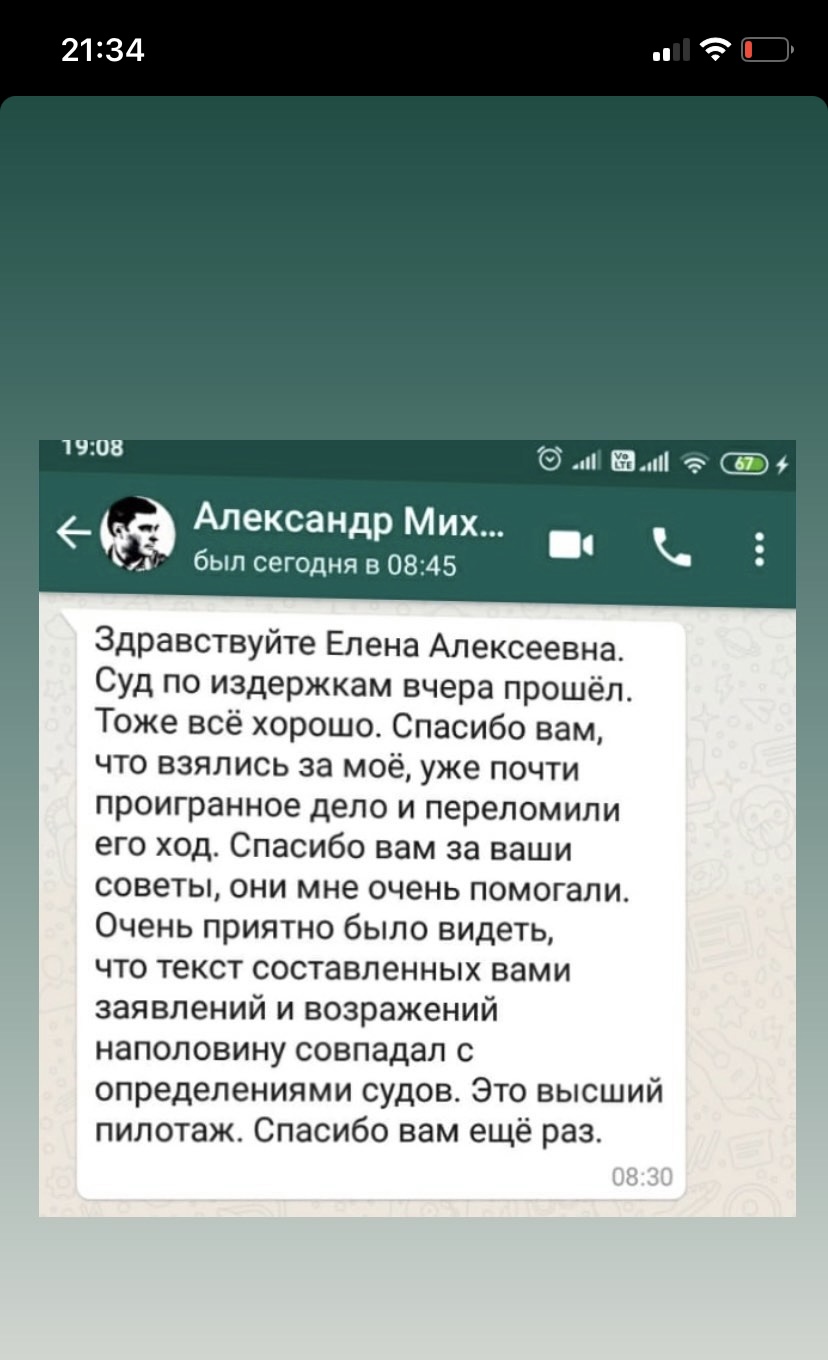 21:34
19:08
Vo
LTE
67
Александр Мих...
был сегодня в 08:45
Здравствуйте Елена Алексеевна.
Суд по издержкам вчера прошёл.
Тоже всё хорошо. Спасибо вам,
что взялись за моё, уже почти
проигранное дело и переломили
его ход. Спасибо вам за ваши
советы, они мне очень помогали.
Очень приятно было видеть,
что текст составленных вами
заявлений и возражений
наполовину совпадал с
определениями судов. Это высший
пилотаж. Спасибо вам ещё раз.
08:30